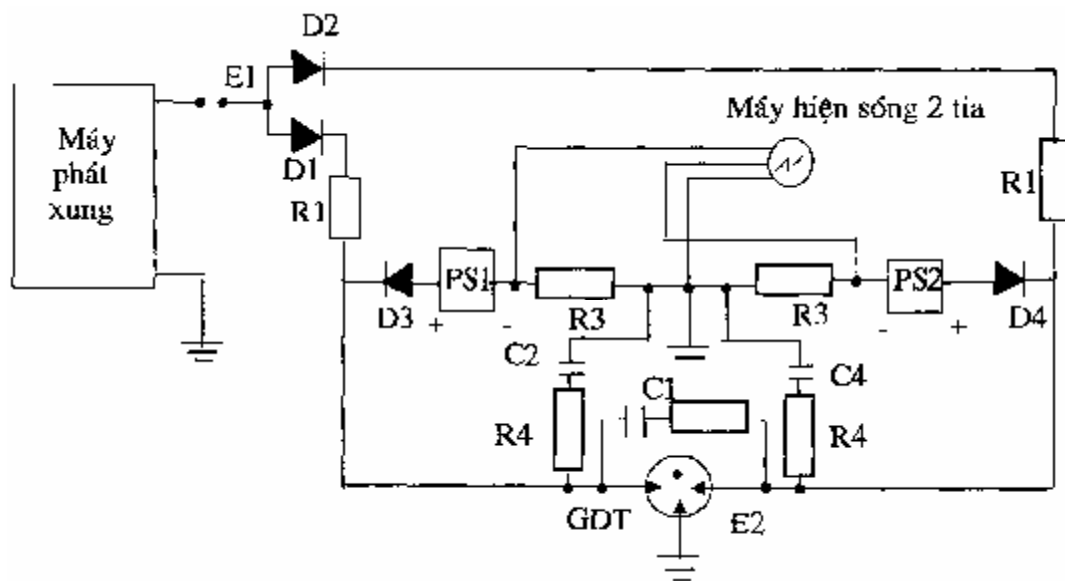 D2
E1
Mấy hiện sóng 2 tia
Máy
phát
xung
D1
R1
R1
PS1
PS2
D3
+
-
R3
R3
-
+
D4
C2
C1
C4
R4
R4
GDT
E2